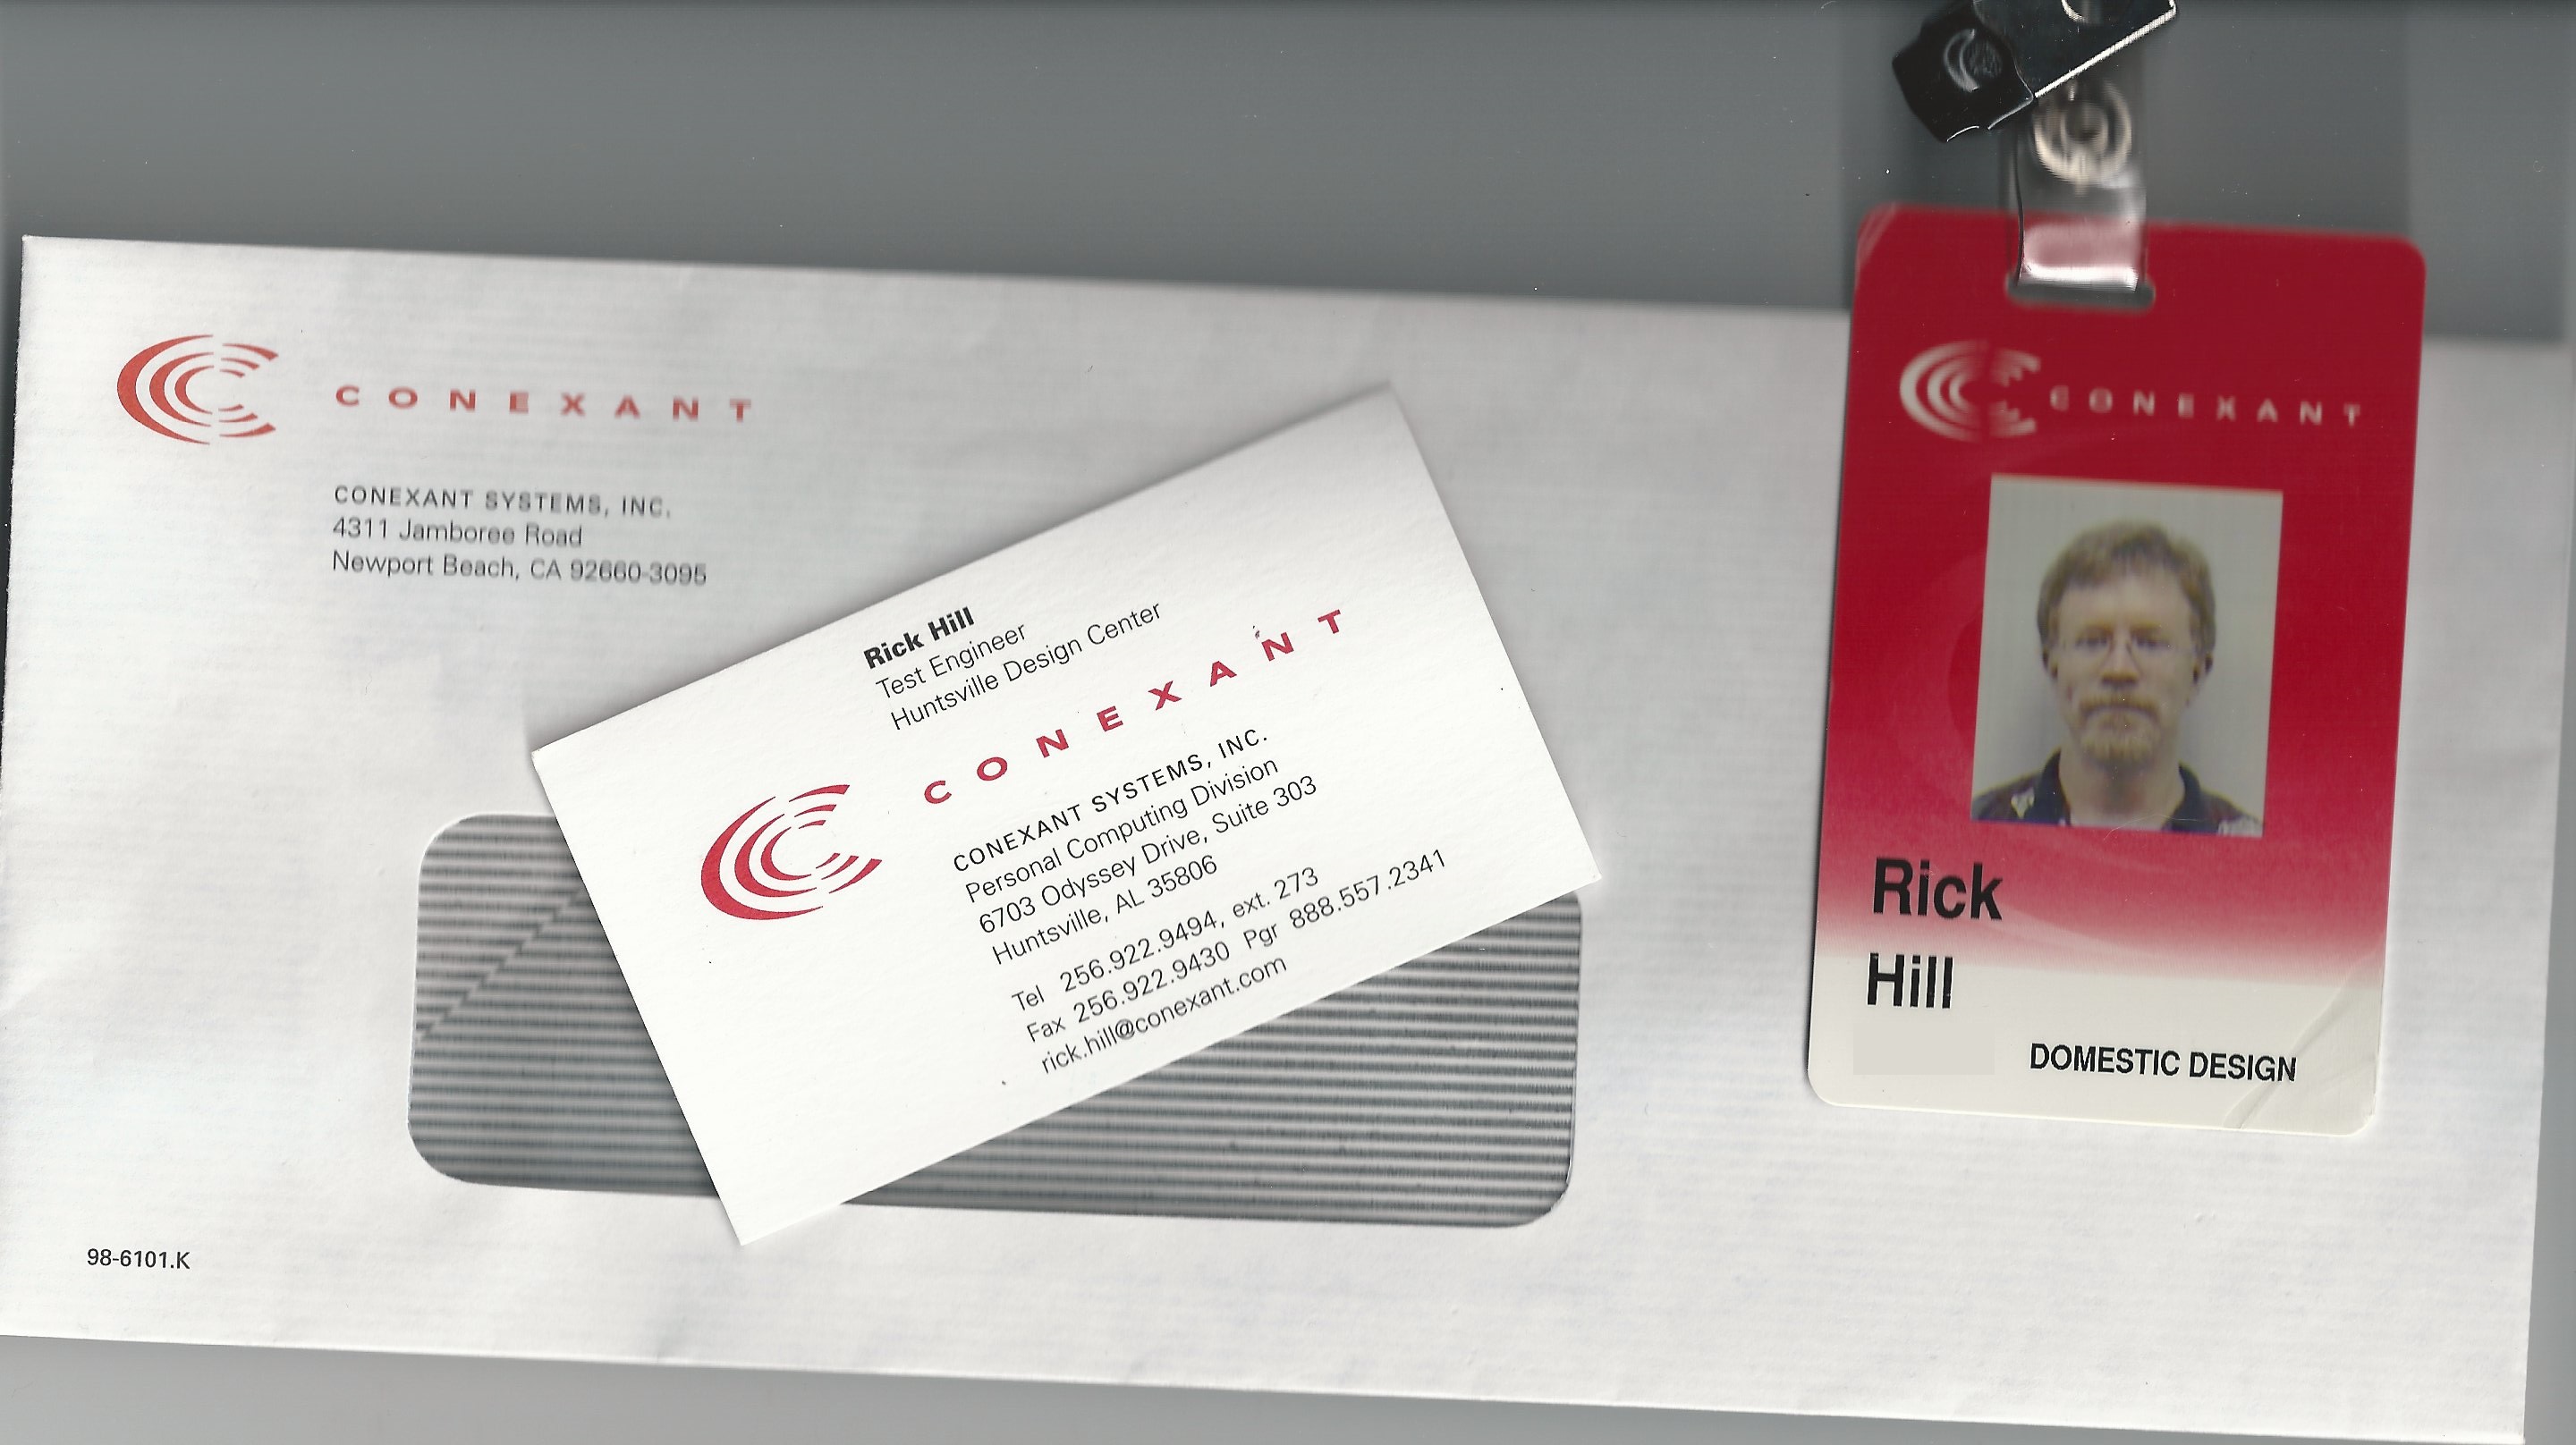 CONEXANT
CONEXANT SYSTEMS, INC.
4311 Jamboree Road
Newport Beach, CA 92660-3095
98-6101.K
Rick Hill
Test Engineer
Huntsville Design Center
CONEXANT
CONEXANT SYSTEMS, INC.
Personal Computing Division
6703 Odyssey Drive, Suite 303
Huntsville, AL 35806
Tel 256.922.9494, ext. 273
Fax 256.922.9430 Pgr 888.557.2341
rick.hill@conexant.com
CONEXANT
Rick
Hill
DOMESTIC DESIGN